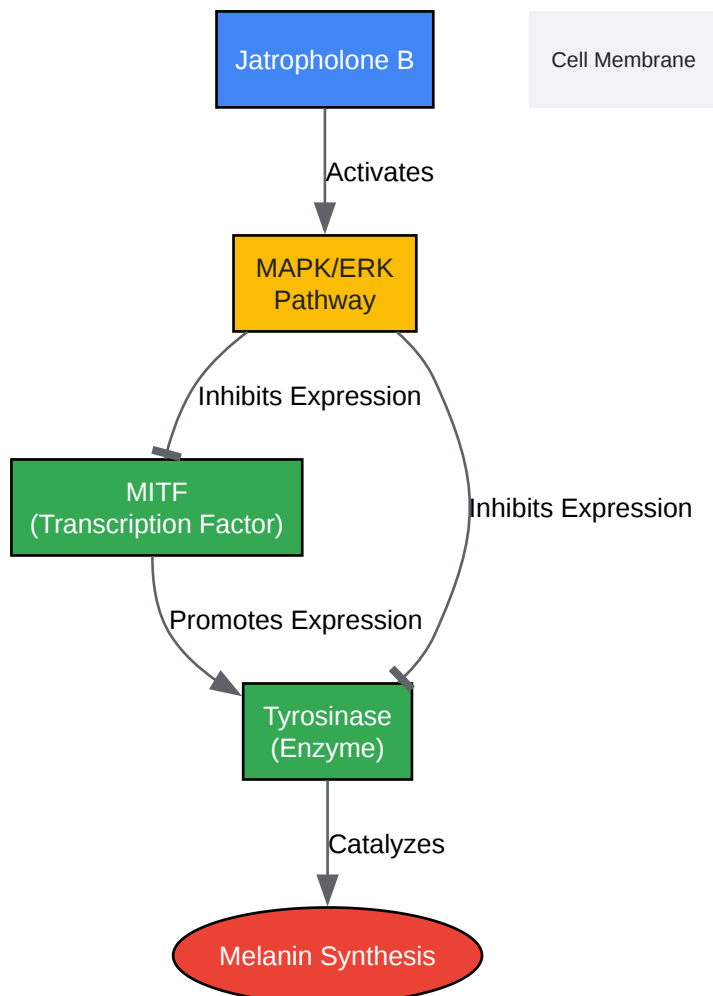 Jatropholone B
Cell Membrane
Activates
MAPK/ERK
Pathway
Inhibits Expression
MITF
(Transcription Factor)
Inhibits Expression
Promotes Expression
Tyrosinase
(Enzyme)
Catalyzes
Melanin Synthesis